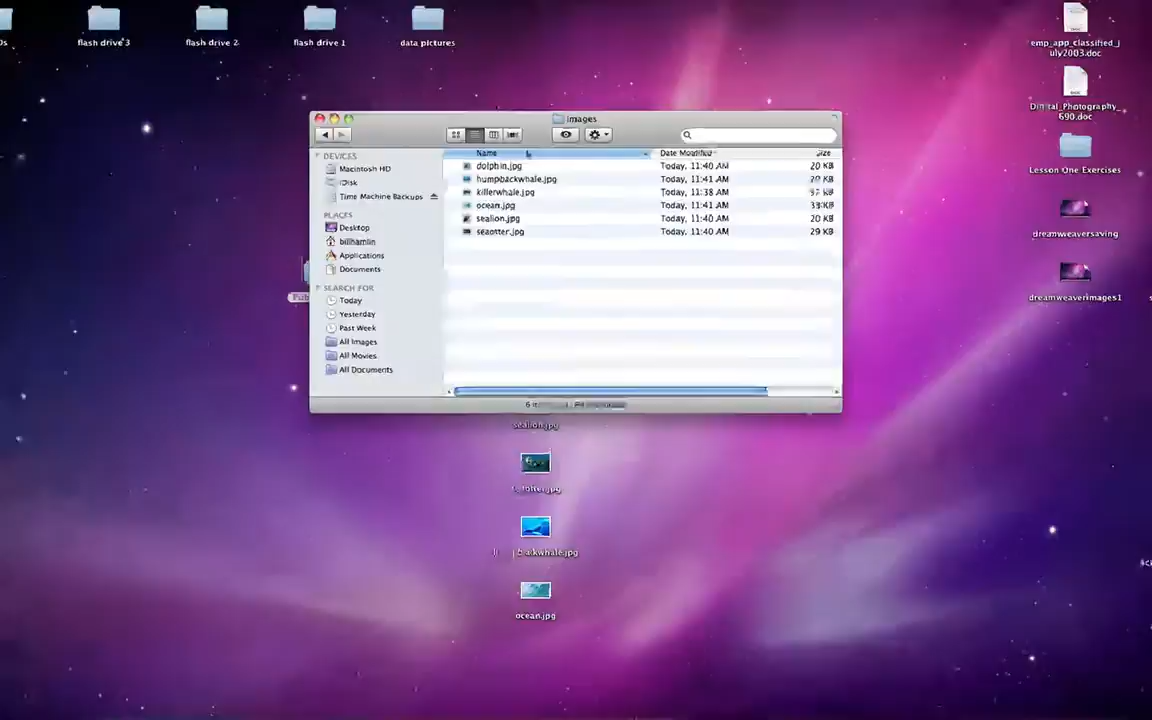 flash drive 3
flash drive 2
flash drive 1
data pictures
emp_app_classified_j
uly2003.doc
690.doc
Lesson One Exercises
dreamweaversaving
dreamweaverimages1
images
Name
Date Modified
Size
DEVICES
Macintosh HD
iDisk
Time Machine Backups
PLACES
Desktop
billhamlin
Applications
Documents
SEARCH FOR
Today
Yesterday
Past Week
All Images
All Movies
All Documents
dolphin.jpg Today, 11:40 AM 20 KB
humpbackwhale.jpg Today, 11:41 AM
killerwhale.jpg Today, 11:38 AM
ocean.jpg Today, 11:41 AM 33 KB
sealion.jpg Today, 11:40 AM 20 KB
seaotter.jpg Today, 11:40 AM 29 KB
sealion.jpg
ocean.jpg